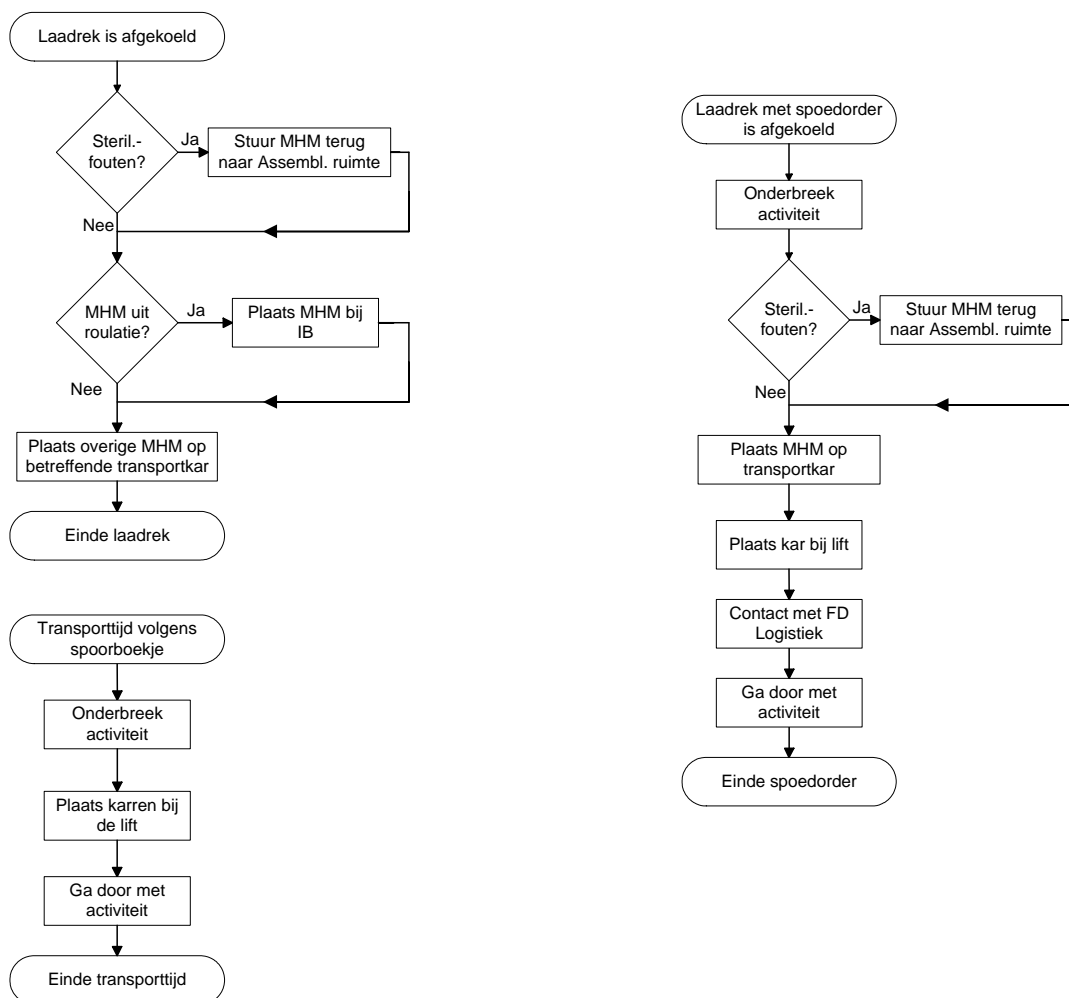 Laadrek is afgekoeld
Steril.-
fouten?
Ja
Stuur MHM terug
naar Assembl. ruimte
Nee
MHM uit
roulatie?
Ja
Plaats MHM bij
IB
Nee
Plaats overige MHM op
betreffende transportkar
Einde laadrek
Transporttijd volgens
spoorboekje
Onderbreek
activiteit
Plaats karren bij
de lift
Ga door met
activiteit
Einde transporttijd
Laadrek met spoedorder
is afgekoeld
Onderbreek
activiteit
Steril.-
fouten?
Ja
Stuur MHM terug
naar Assembl. ruimte
Nee
Plaats MHM op
transportkar
Plaats kar bij lift
Contact met FD
Logistiek
Ga door met
activiteit
Einde spoedorder